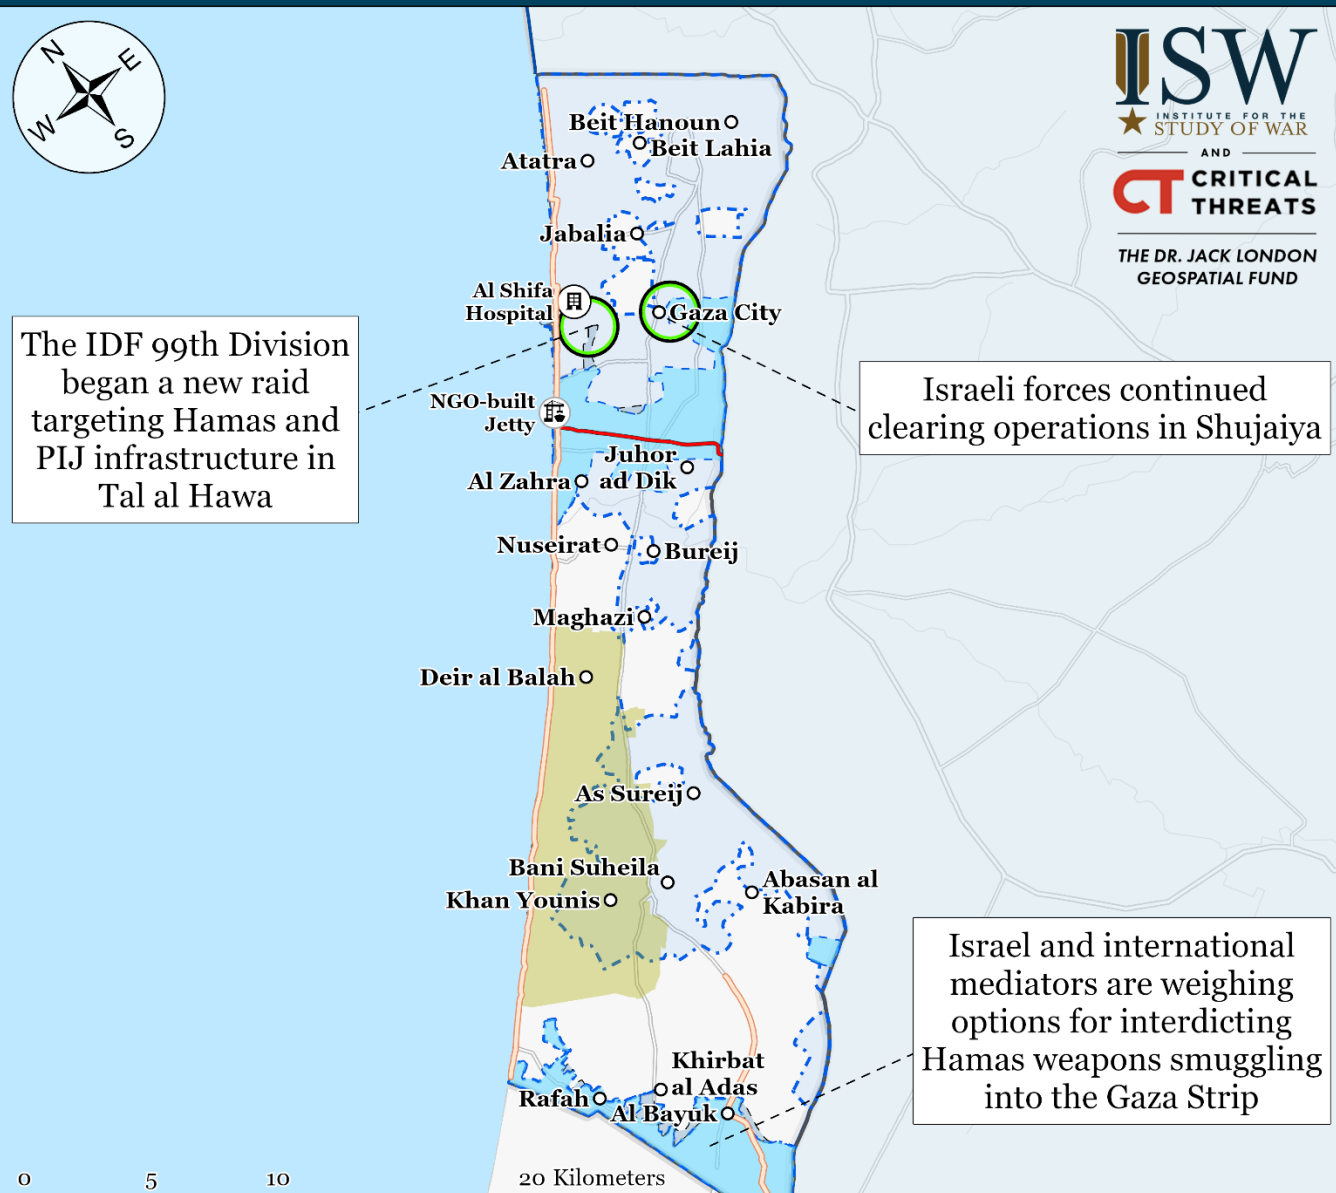 N
E
W
S
ISW
INSTITUTE FOR THE
STUDY OF WAR
AND
CT CRITICAL
THREATS
THE DR. JACK LONDON
GEOSPATIAL FUND
Beit Hanoun
Beit Lahia
Atatra
Jabalia
Al Shifa
Hospital
Gaza City
The IDF 99th Division
began a new raid
targeting Hamas and
PIJ infrastructure in
Tal al Hawa
Israeli forces continued
clearing operations in Shujaiya
NGO-built
Jetty
Juhor
ad Dik
Al Zahra
Nuseirat
Bureij
Maghazi
Deir al Balah
As Sureij
Bani Suheila
Khan Younis
Abasan al
Kabira
Israel and international
mediators are weighing
options for interdicting
Hamas weapons smuggling
into the Gaza Strip
Khirbat
al Adas
Rafah
Al Bayuk
0 5 10 20 Kilometers